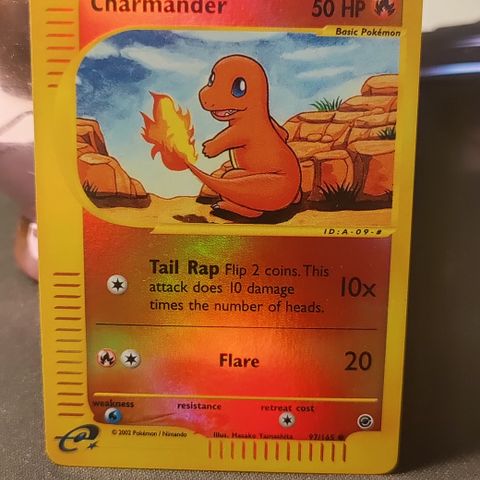 Charmander 50 HP
Basic Pokémon
ID:A-09-#
Tail Rap Flip 2 coins. This
attack does 10 damage 10x
times the number of heads.
Flare 20
weakness resistance retreat cost
© 2002 Pokémon / Nintendo Illus. Masako Yamashita 97/165
e